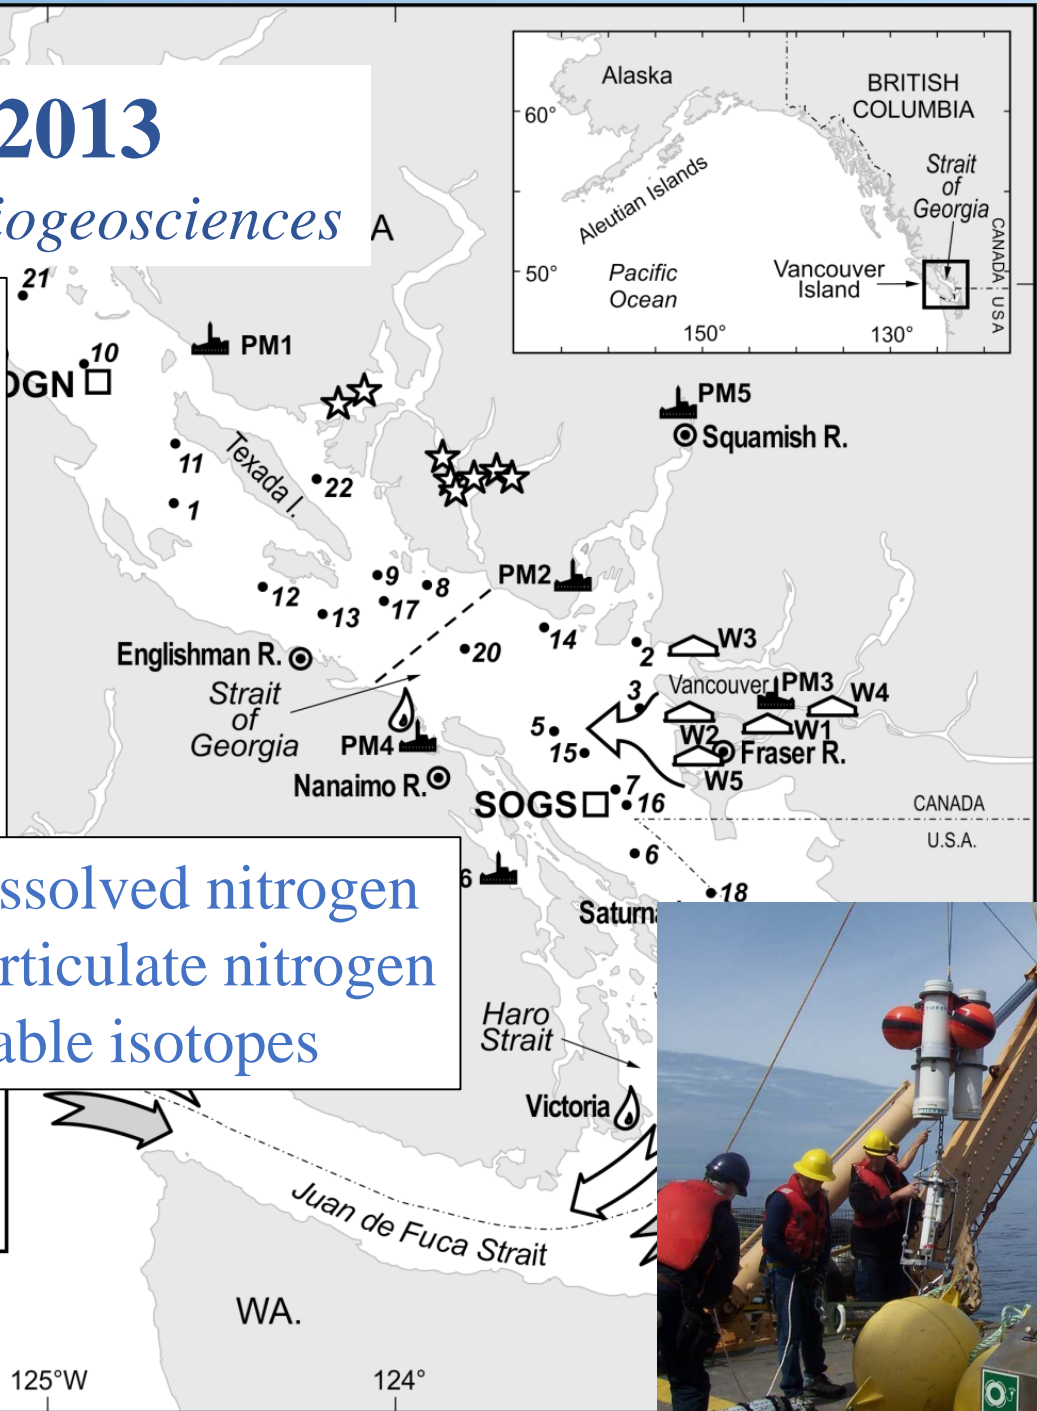 2013
iogeosciences
A
21
10
OGN
PM1
11
1
Texada I.
22
12
13
9
17
8
20
14
2
3
5
15
7
16
6
18
PM2
PM5
Squamish R.
Englishman R.
Strait
of
Georgia
PM4
Nanaimo R.
SOGS
W3
Vancouver
PM3
W4
W2
W1
Fraser R.
W5
CANADA
U.S.A.
6
Saturna
Haro
Strait
Victoria
Juan de Fuca Strait
WA.
125°W
124°
Alaska
BRITISH
COLUMBIA
60°
Aleutian Islands
Strait
of
Georgia
50°
Pacific
Ocean
Vancouver
Island
CANADA
USA
150°
130°
ssolved nitrogen
rticulate nitrogen
able isotopes